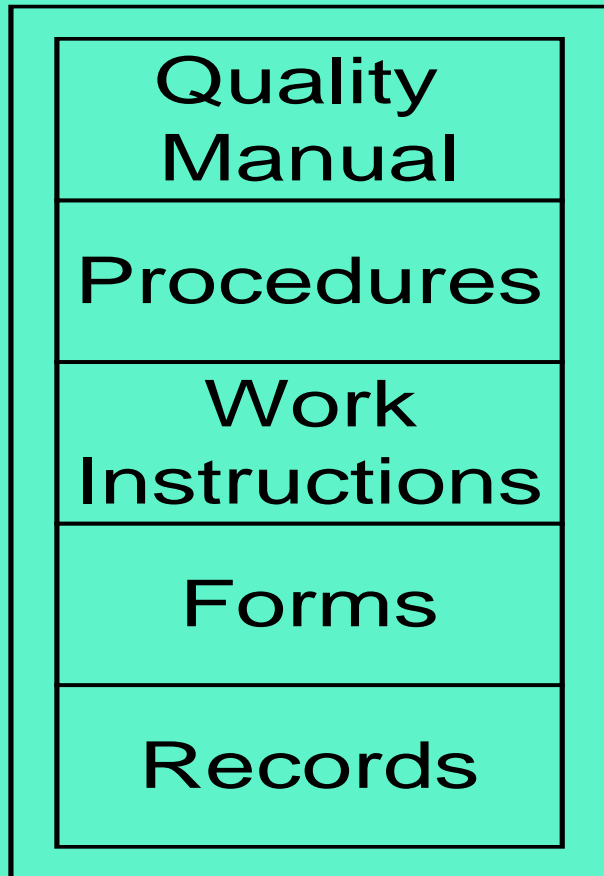 Quality
Manual
Procedures
Work
Instructions
Forms
Records